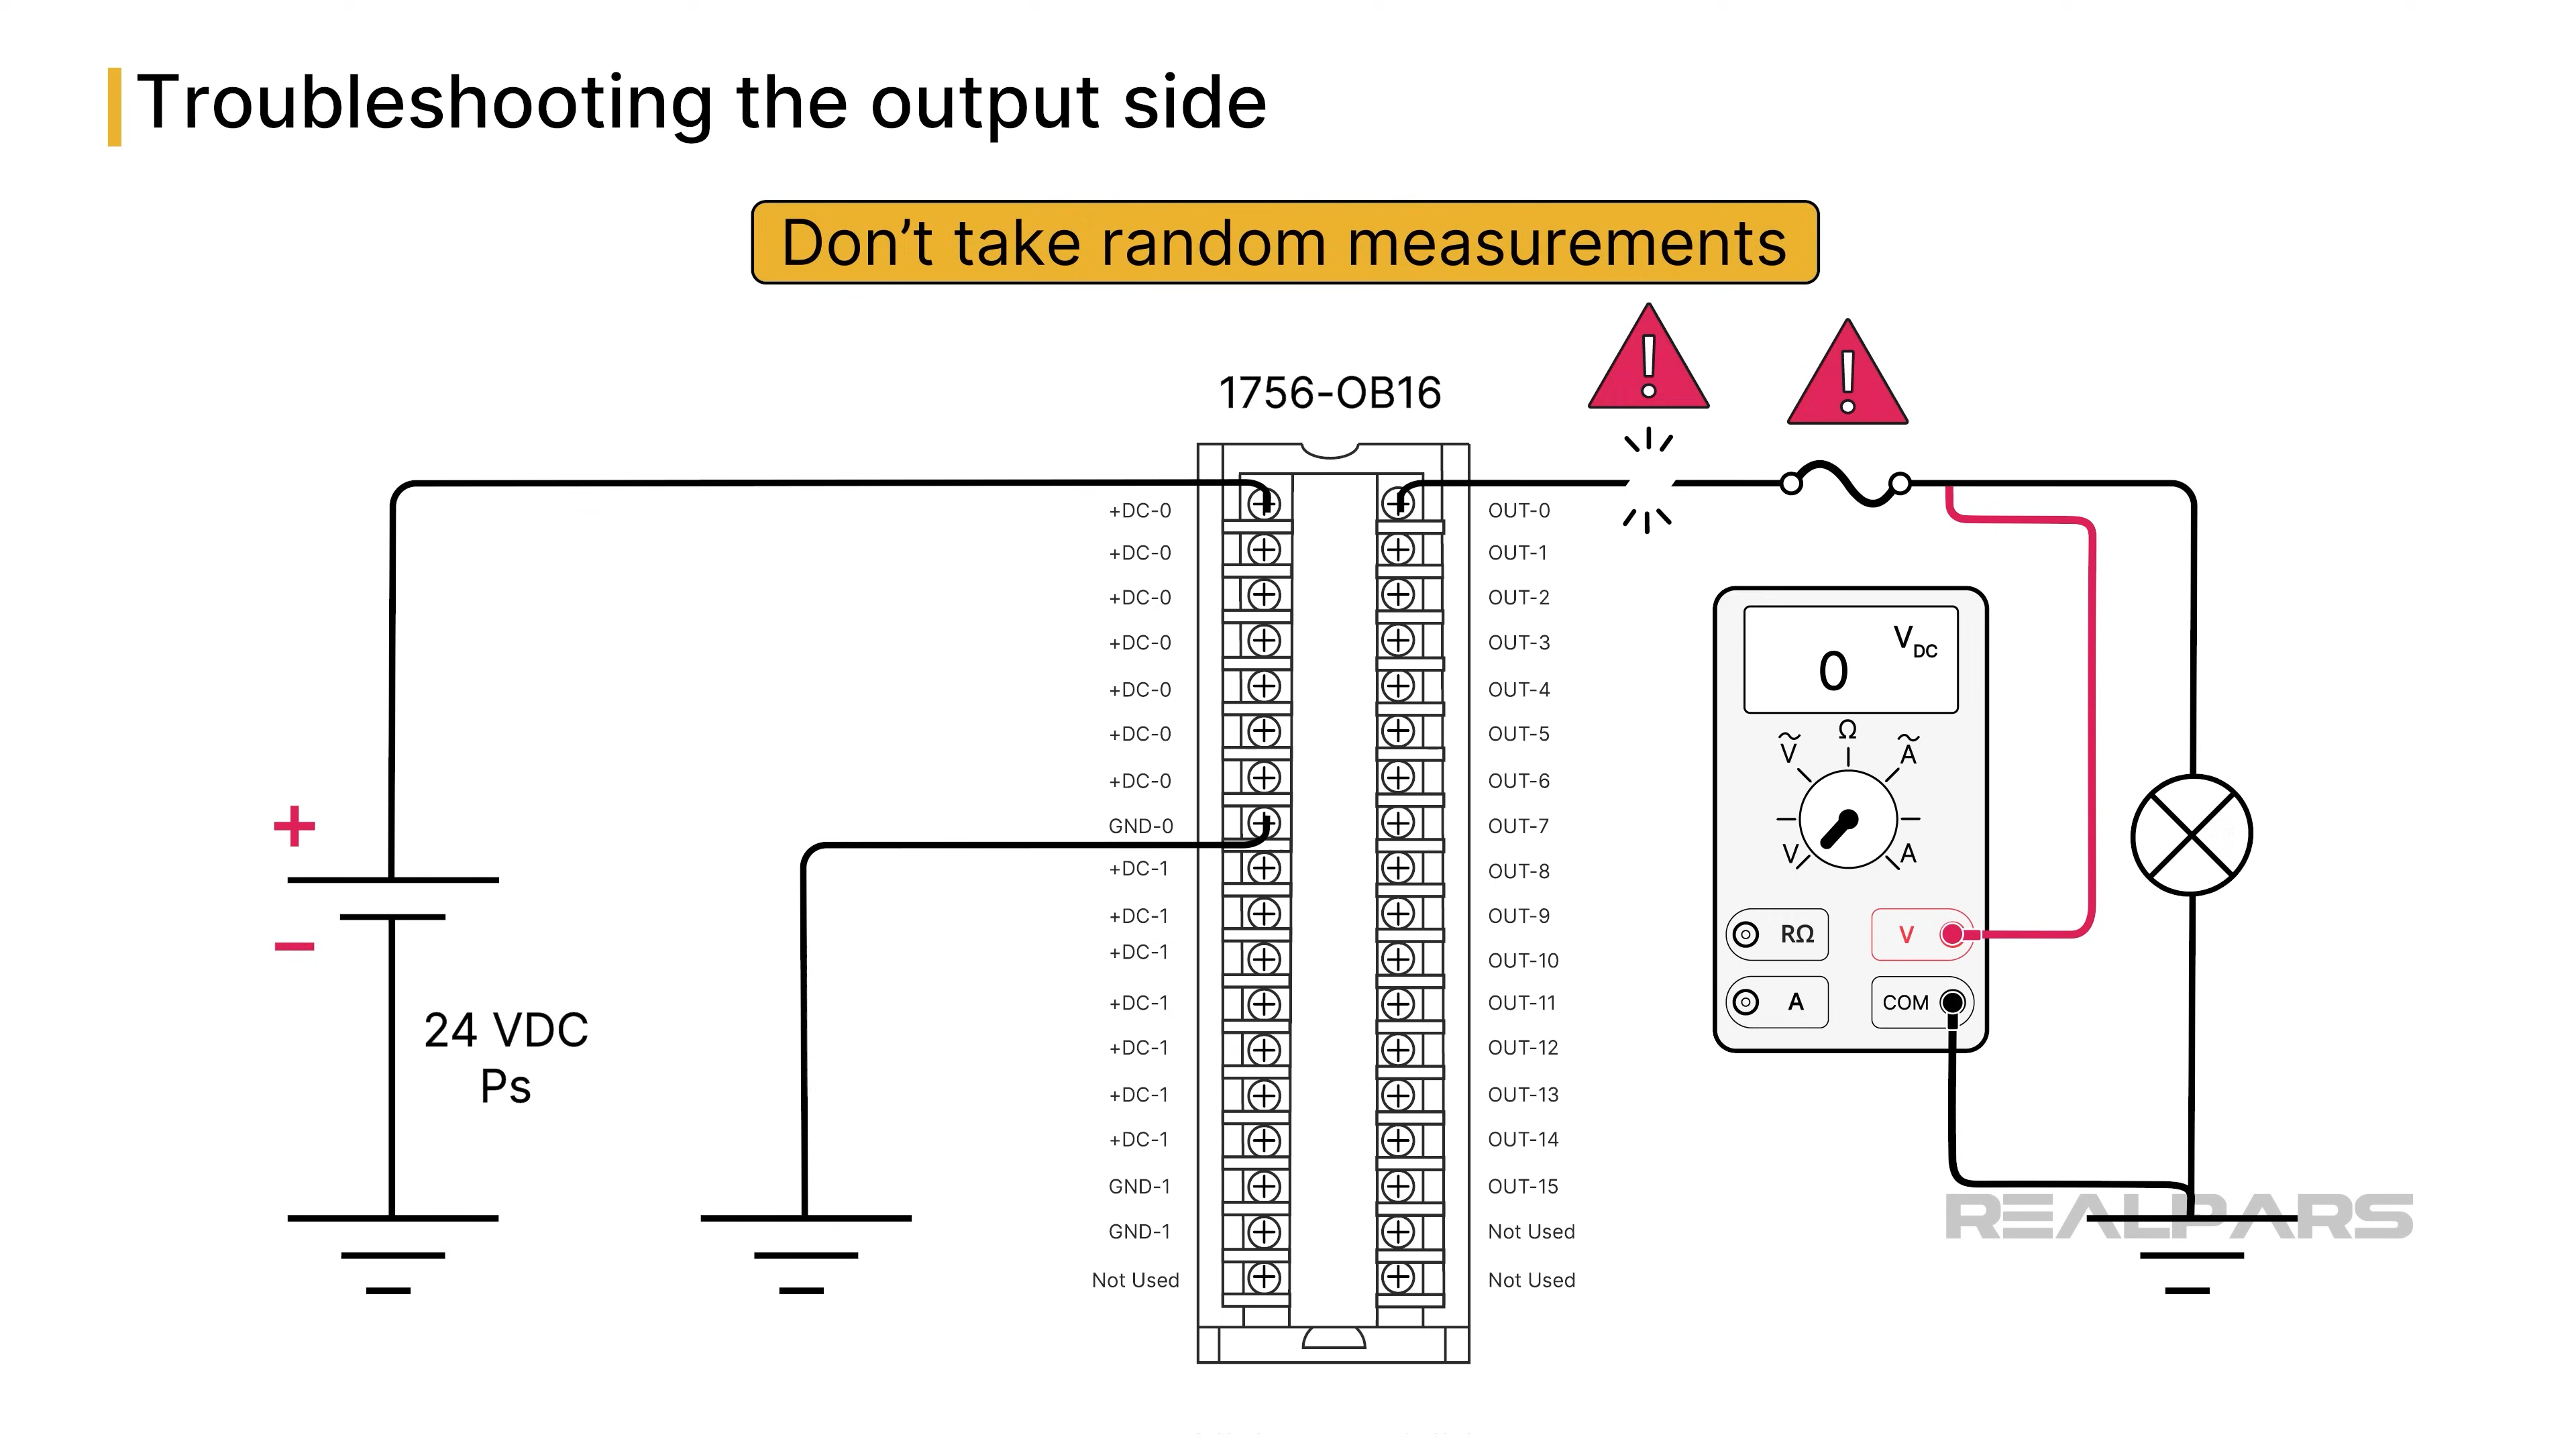 Troubleshooting the output side
Don’t take random measurements
1756-OB16
+DC-0 OUT-0
+DC-0 OUT-1
+DC-0 OUT-2
+DC-0 OUT-3
+DC-0 OUT-4
+DC-0 OUT-5
+DC-0 OUT-6
GND-0 OUT-7
+DC-1 OUT-8
+DC-1 OUT-9
+DC-1 OUT-10
+DC-1 OUT-11
+DC-1 OUT-12
+DC-1 OUT-13
+DC-1 OUT-14
GND-1 OUT-15
GND-1 Not Used
Not Used Not Used
+
−
24 VDC
Ps
VDC
0
Ω
V A
V A
RΩ V
A COM
REALPARS